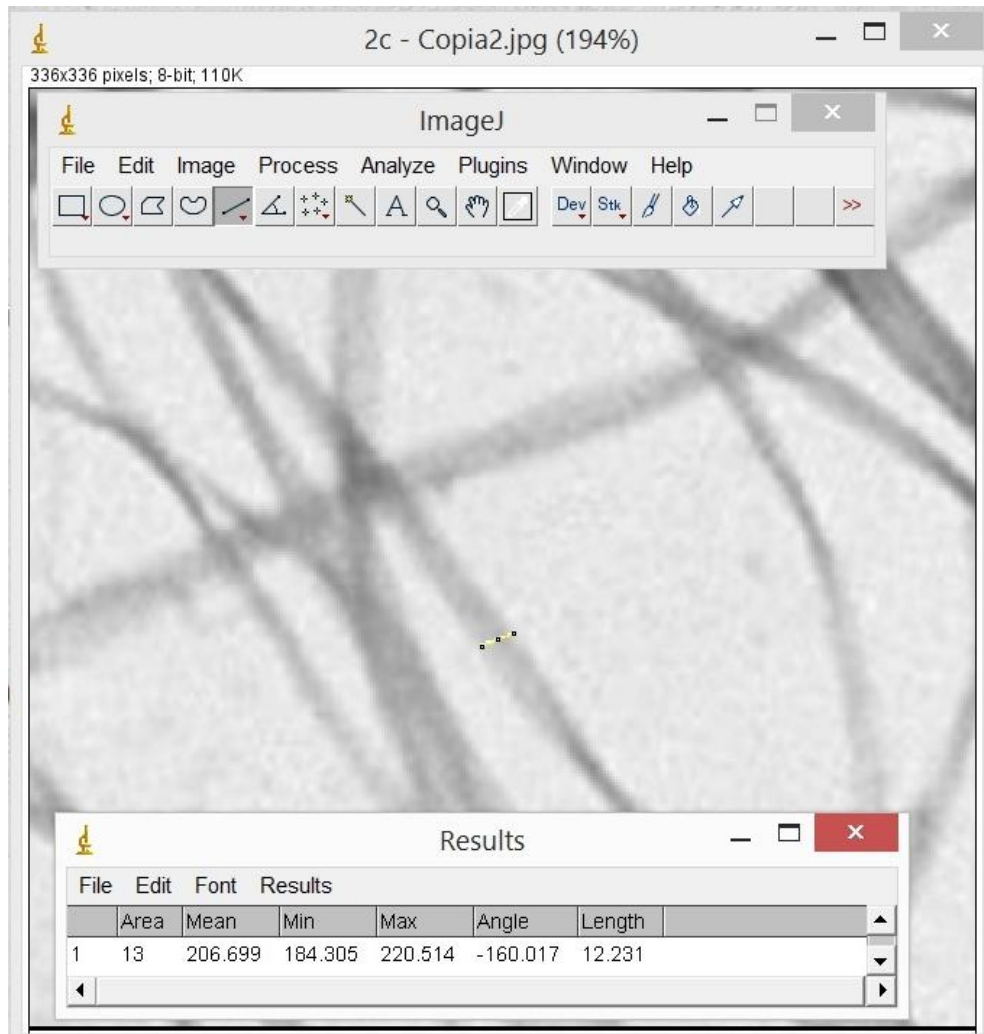 2c - Copia2.jpg (194%)
336x336 pixels; 8-bit; 110K
ImageJ
File Edit Image Process Analyze Plugins Window Help
A Dev Stk >>
Results
File Edit Font Results
Area Mean Min Max Angle Length
1 13 206.699 184.305 220.514 -160.017 12.231